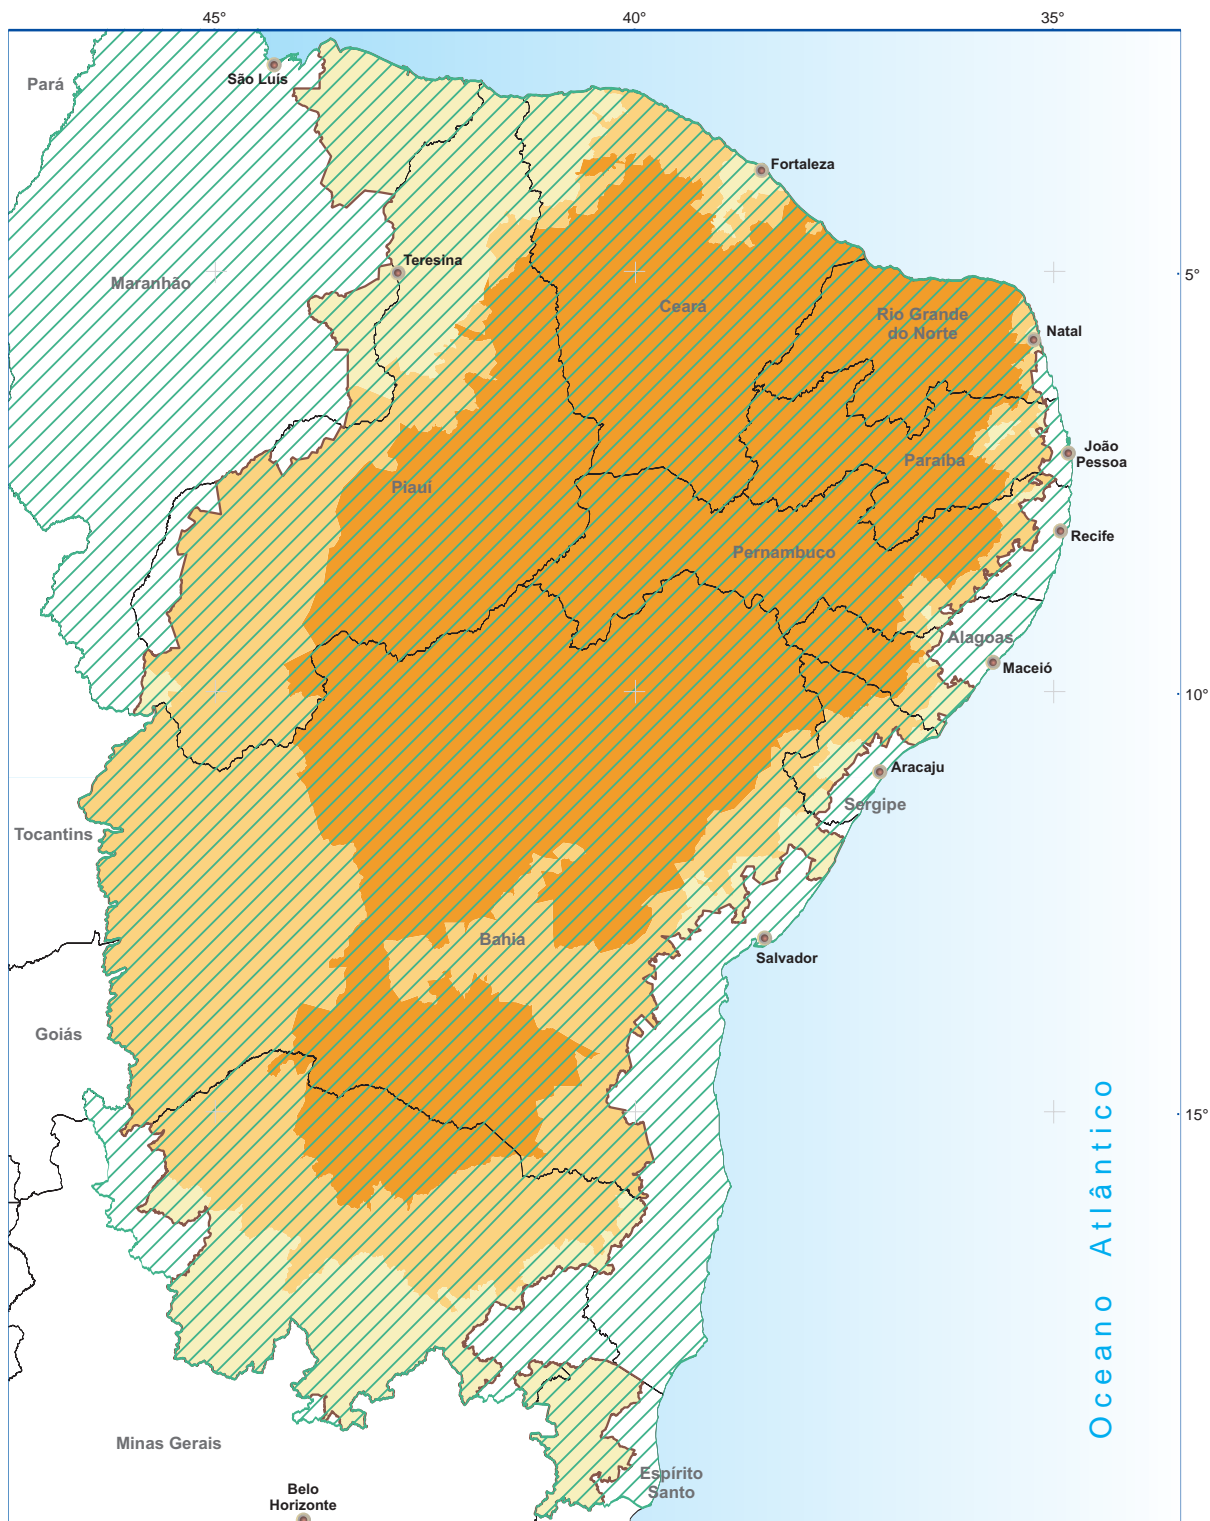 45°
40°
35°
São Luís
Pará
Fortaleza
Teresina
5°
Maranhão
Ceará
Rio Grande
do Norte
Natal
João
Pessoa
Paraíba
Piauí
Recife
Pernambuco
Alagoas
Maceió
10°
Aracaju
Sergipe
Tocantins
Bahia
Salvador
Goiás
15°
Oceano Atlântico
Minas Gerais
Espírito
Santo
Belo
Horizonte